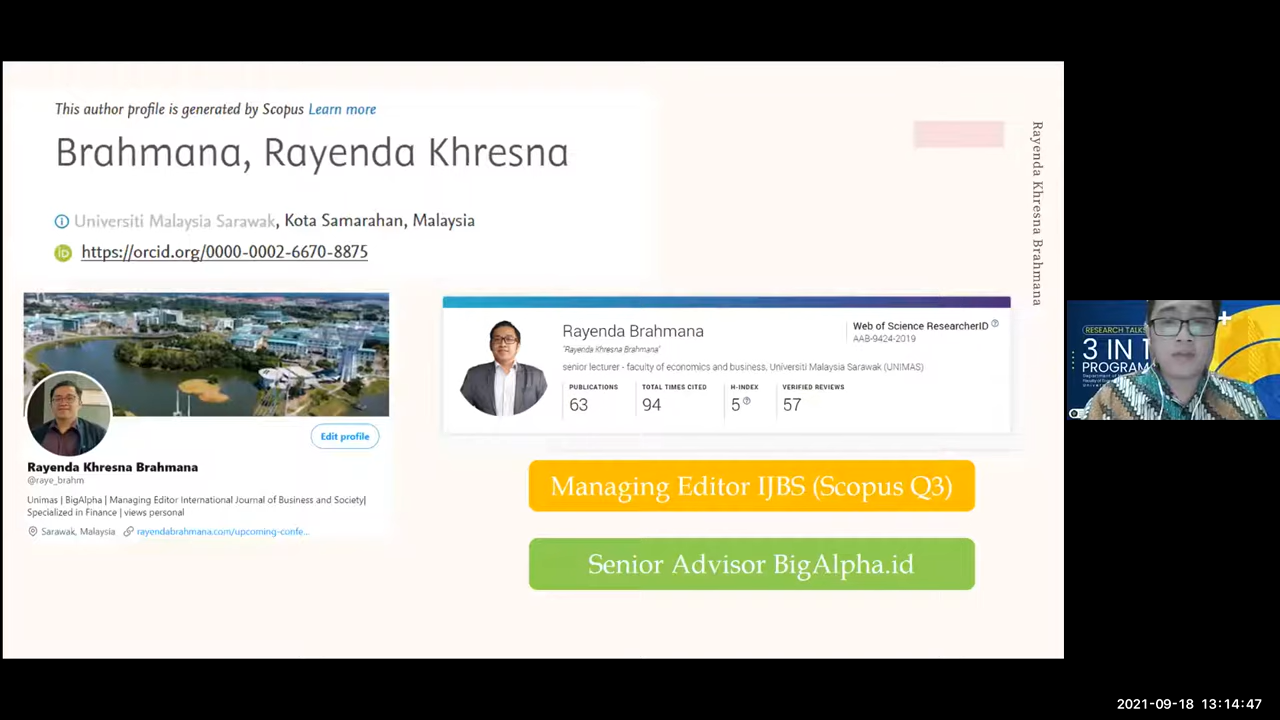 This author profile is generated by Scopus Learn more
Brahmana, Rayenda Khresna
Universiti Malaysia Sarawak, Kota Samarahan, Malaysia
iD https://orcid.org/0000-0002-6670-8875
Rayenda Khresna Brahmana
Edit profile
Rayenda Khresna Brahmana
@raye_brahm
Unimas | BigAlpha | Managing Editor International Journal of Business and Society|
Specialized in Finance | views personal
Sarawak, Malaysia rayendabrahmana.com/upcoming-confe...
Rayenda Brahmana
"Rayenda Khresna Brahmana"
Web of Science ResearcherID
AAB-9424-2019
senior lecturer - faculty of economics and business, Universiti Malaysia Sarawak (UNIMAS)
PUBLICATIONS TOTAL TIMES CITED H-INDEX VERIFIED REVIEWS
63 94 5 57
Managing Editor IJBS (Scopus Q3)
Senior Advisor BigAlpha.id
RESEARCH TALKS
3 IN 1
PROGRAM
2021-09-18 13:14:47